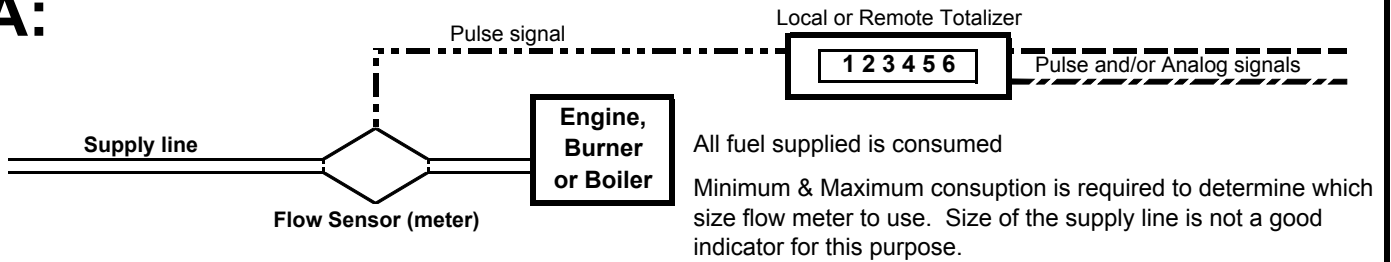 A:
Local or Remote Totalizer
Pulse signal
1 2 3 4 5 6
Pulse and/or Analog signals
Engine,
Burner
or Boiler
Supply line
Flow Sensor (meter)
All fuel supplied is consumed
Minimum & Maximum consuption is required to determine which
size flow meter to use. Size of the supply line is not a good
indicator for this purpose.